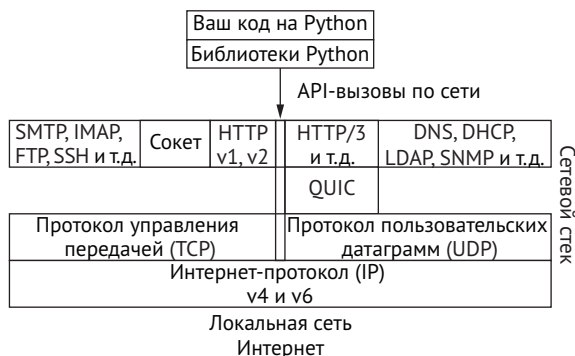 Ваш код на Python
Библиотеки Python
API-вызовы по сети
SMTP, IMAP,
FTP, SSH и т.д.
Сокет
HTTP
v1, v2
HTTP/3
и т.д.
DNS, DHCP,
LDAP, SNMP и т.д.
QUIC
Протокол управления
передачей (TCP)
Протокол пользовательских
датаграмм (UDP)
Интернет-протокол (IP)
v4 и v6
Сетевой стек
Локальная сеть
Интернет